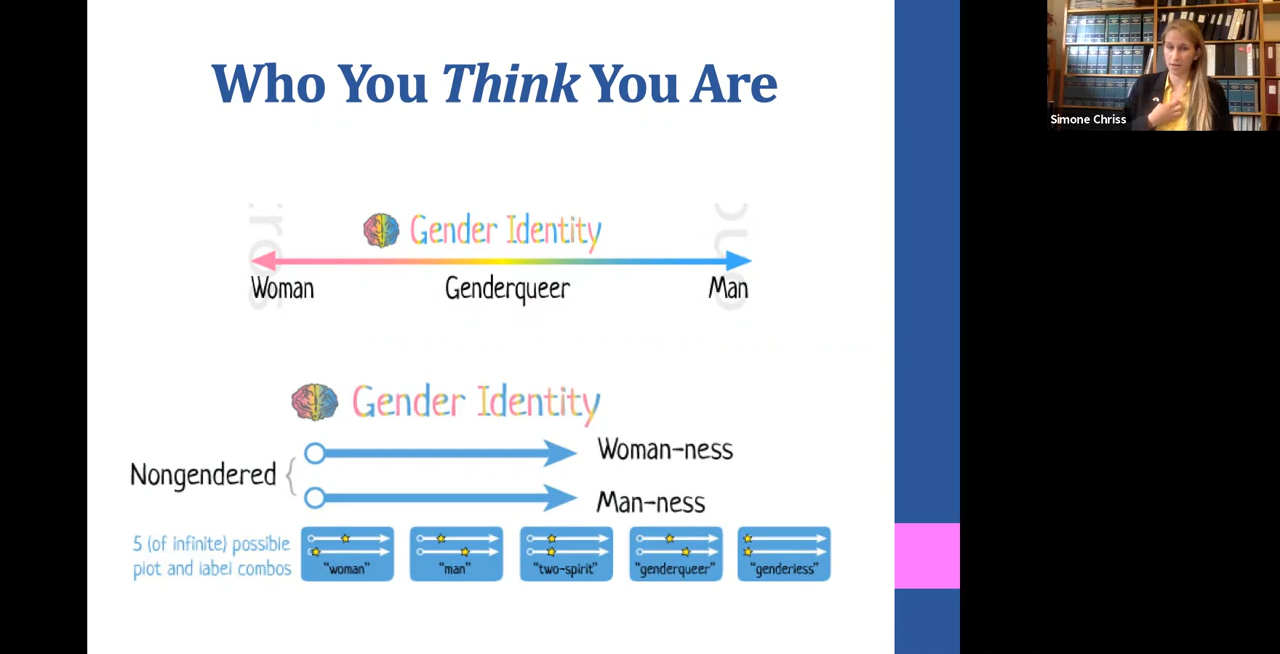 Who You Think You Are
Simone Chriss
Gender Identity
Woman Genderqueer Man
Gender Identity
Nongendered
Woman-ness
Man-ness
5 (of infinite) possible
plot and label combos
"woman" "man" "two-spirit" "genderqueer" "genderless"